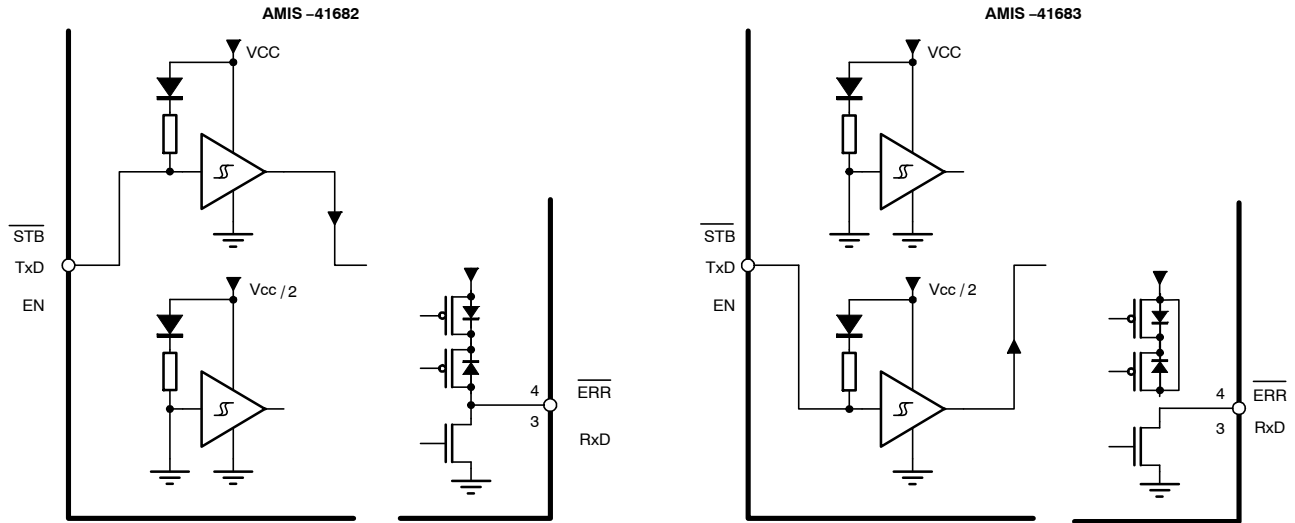 AMIS –41682
VCC
STB
TxD
EN
Vcc / 2
4
ERR
3
RxD
AMIS –41683
VCC
STB
TxD
EN
Vcc / 2
4
ERR
3
RxD